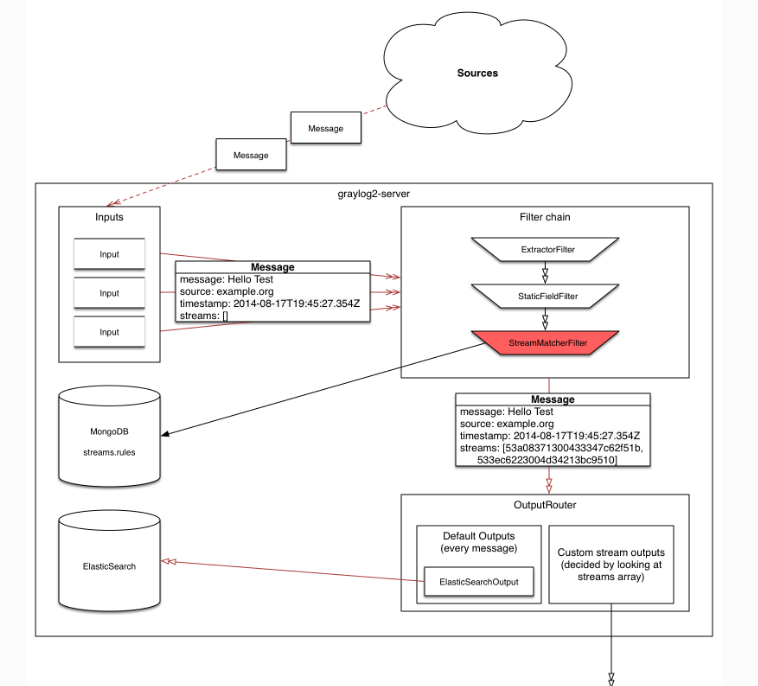 Sources
Message
Message
graylog2-server
Inputs
Input
Input
Input
Message
message: Hello Test
source: example.org
timestamp: 2014-08-17T19:45:27.354Z
streams: []
Filter chain
ExtractorFilter
StaticFieldFilter
StreamMatcherFilter
MongoDB
streams.rules
Message
message: Hello Test
source: example.org
timestamp: 2014-08-17T19:45:27.354Z
streams: [53a08371300433347c62f51b,
533ec6223004d34213bc9510]
OutputRouter
Default Outputs
(every message)
ElasticSearchOutput
Custom stream outputs
(decided by looking at
streams array)
ElasticSearch